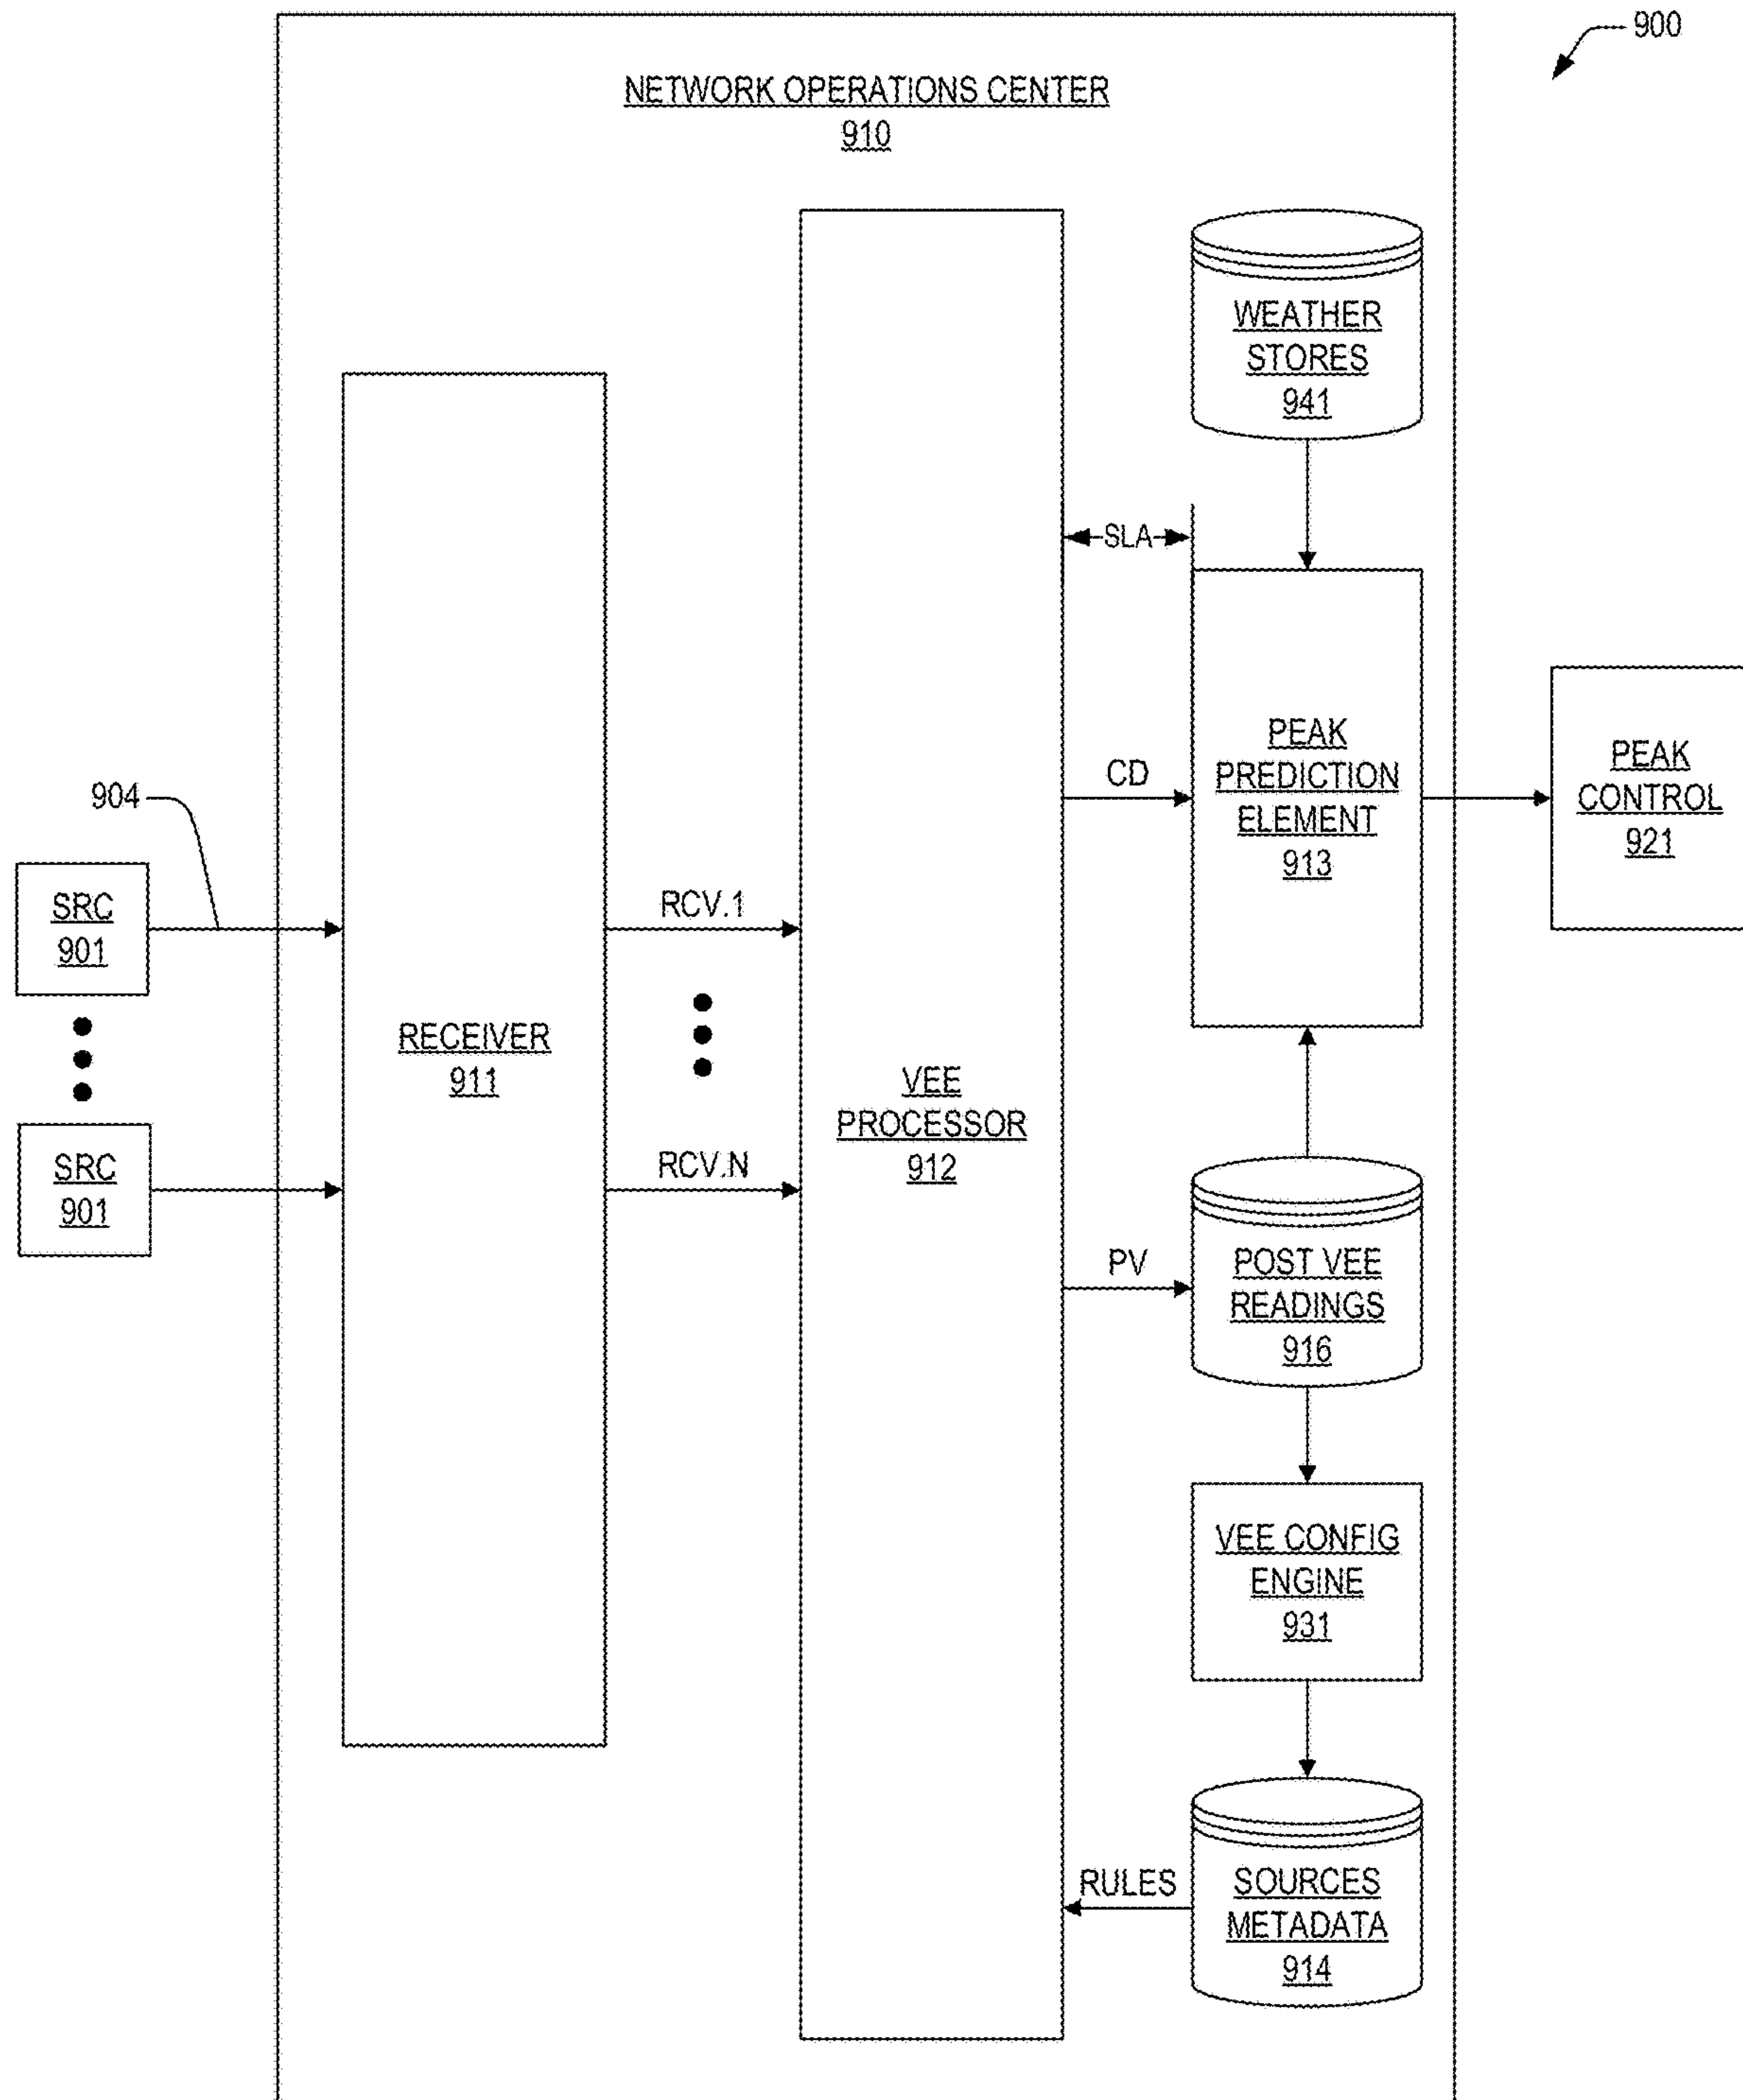 900
NETWORK OPERATIONS CENTER
910
WEATHER
STORES
941
SLA
PEAK
PREDICTION
ELEMENT
913
CD
PEAK
CONTROL
921
904
SRC
901
RCV.1
RECEIVER
911
VEE
PROCESSOR
912
SRC
901
RCV.N
PV
POST VEE
READINGS
916
VEE CONFIG
ENGINE
931
RULES
SOURCES
METADATA
914